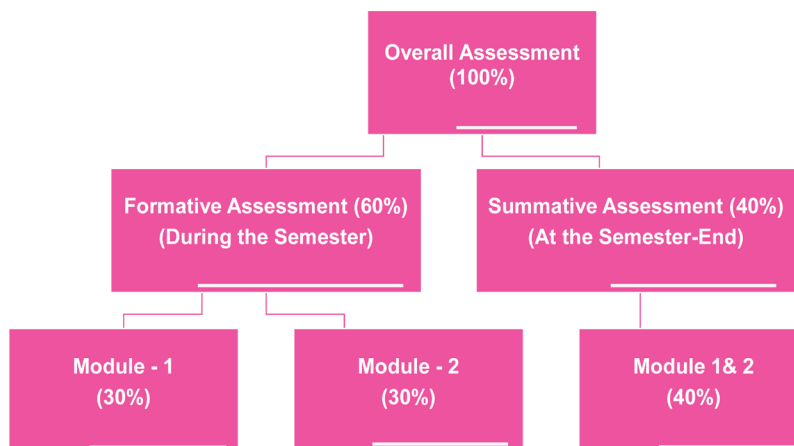 Overall Assessment
(100%)
Formative Assessment (60%)
(During the Semester)
Summative Assessment (40%)
(At the Semester-End)
Module - 1
(30%)
Module - 2
(30%)
Module 1& 2
(40%)